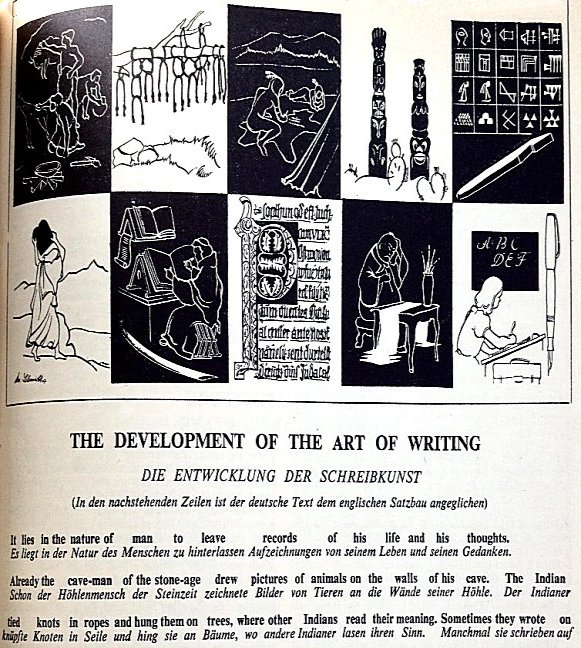 A B C
D E F
THE DEVELOPMENT OF THE ART OF WRITING
DIE ENTWICKLUNG DER SCHREIBKUNST
(In den nachstehenden Zeilen ist der deutsche Text dem englischen Satzbau angeglichen)
It lies in the nature of man to leave records of his life and his thoughts.
Es liegt in der Natur des Menschen zu hinterlassen Aufzeichnungen von seinem Leben und seinen Gedanken.
Already the cave-man of the stone-age drew pictures of animals on the walls of his cave. The Indian
Schon der Höhlenmensch der Steinzeit zeichnete Bilder von Tieren an die Wände seiner Höhle. Der Indianer
tied knots in ropes and hung them on trees, where other Indians read their meaning. Sometimes they wrote on
knüpfte Knoten in Seile und hing sie an Bäume, wo andere Indianer lasen ihren Sinn. Manchmal sie schrieben auf